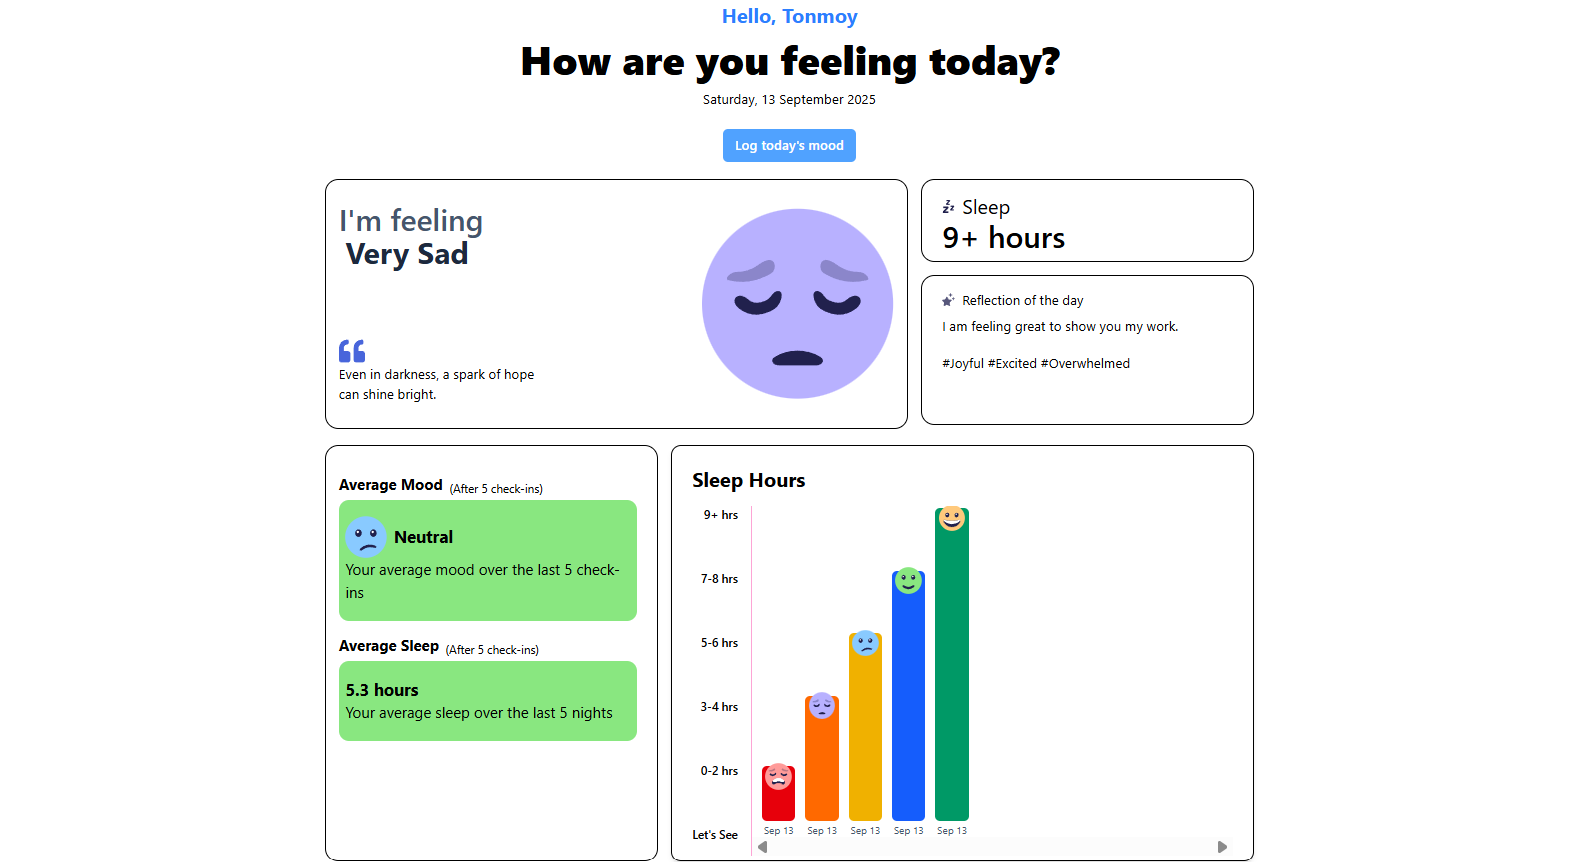 Hello, Tonmoy
How are you feeling today?
Saturday, 13 September 2025
Log today's mood
I'm feeling
Very Sad
Even in darkness, a spark of hope
can shine bright.
Sleep
9+ hours
Reflection of the day
I am feeling great to show you my work.
#Joyful #Excited #Overwhelmed
Average Mood (After 5 check-ins)
Neutral
Your average mood over the last 5 check-
ins
Average Sleep (After 5 check-ins)
5.3 hours
Your average sleep over the last 5 nights
Sleep Hours
9+ hrs
7-8 hrs
5-6 hrs
3-4 hrs
0-2 hrs
Let's See
Sep 13 Sep 13 Sep 13 Sep 13 Sep 13